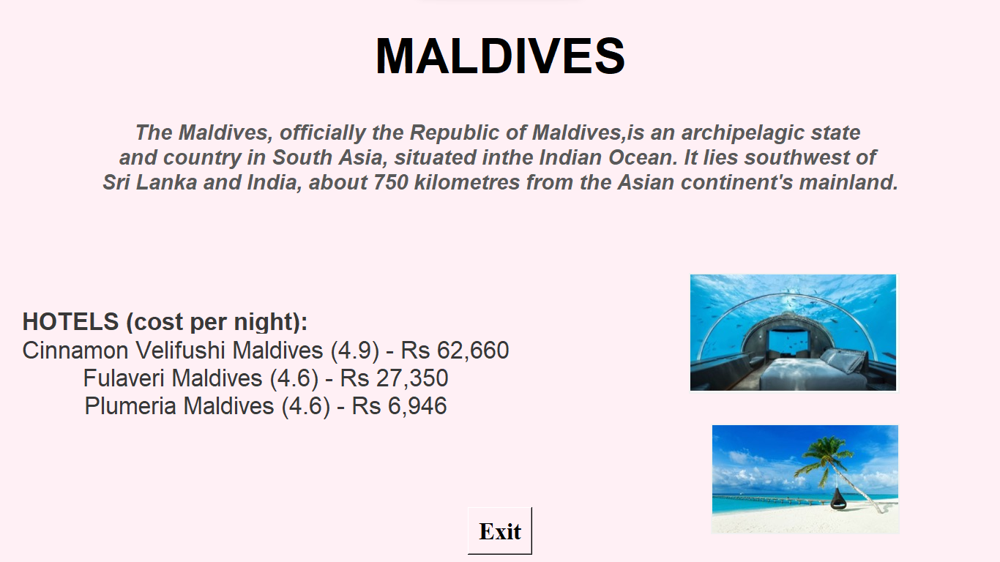 MALDIVES
The Maldives, officially the Republic of Maldives,is an archipelagic state
and country in South Asia, situated inthe Indian Ocean. It lies southwest of
Sri Lanka and India, about 750 kilometres from the Asian continent's mainland.
HOTELS (cost per night):
Cinnamon Velifushi Maldives (4.9) - Rs 62,660
Fulaveri Maldives (4.6) - Rs 27,350
Plumeria Maldives (4.6) - Rs 6,946
Exit